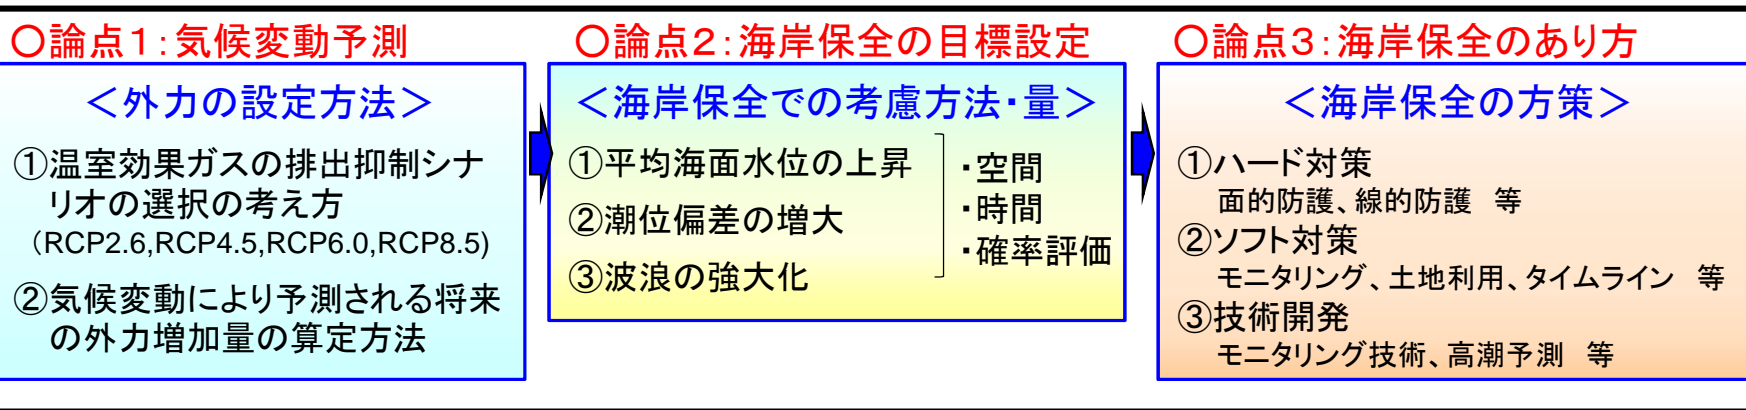 〇論点１：気候変動予測
＜外力の設定方法＞
①温室効果ガスの排出抑制シナ
リオの選択の考え方
（RCP2.6,RCP4.5,RCP6.0,RCP8.5)
②気候変動により予測される将来
の外力増加量の算定方法
〇論点２：海岸保全の目標設定
＜海岸保全での考慮方法・量＞
①平均海面水位の上昇
②潮位偏差の増大
③波浪の強大化
・空間
・時間
・確率評価
〇論点３：海岸保全のあり方
＜海岸保全の方策＞
①ハード対策
面的防護、線的防護　等
②ソフト対策
モニタリング、土地利用、タイムライン　等
③技術開発
モニタリング技術、高潮予測　等